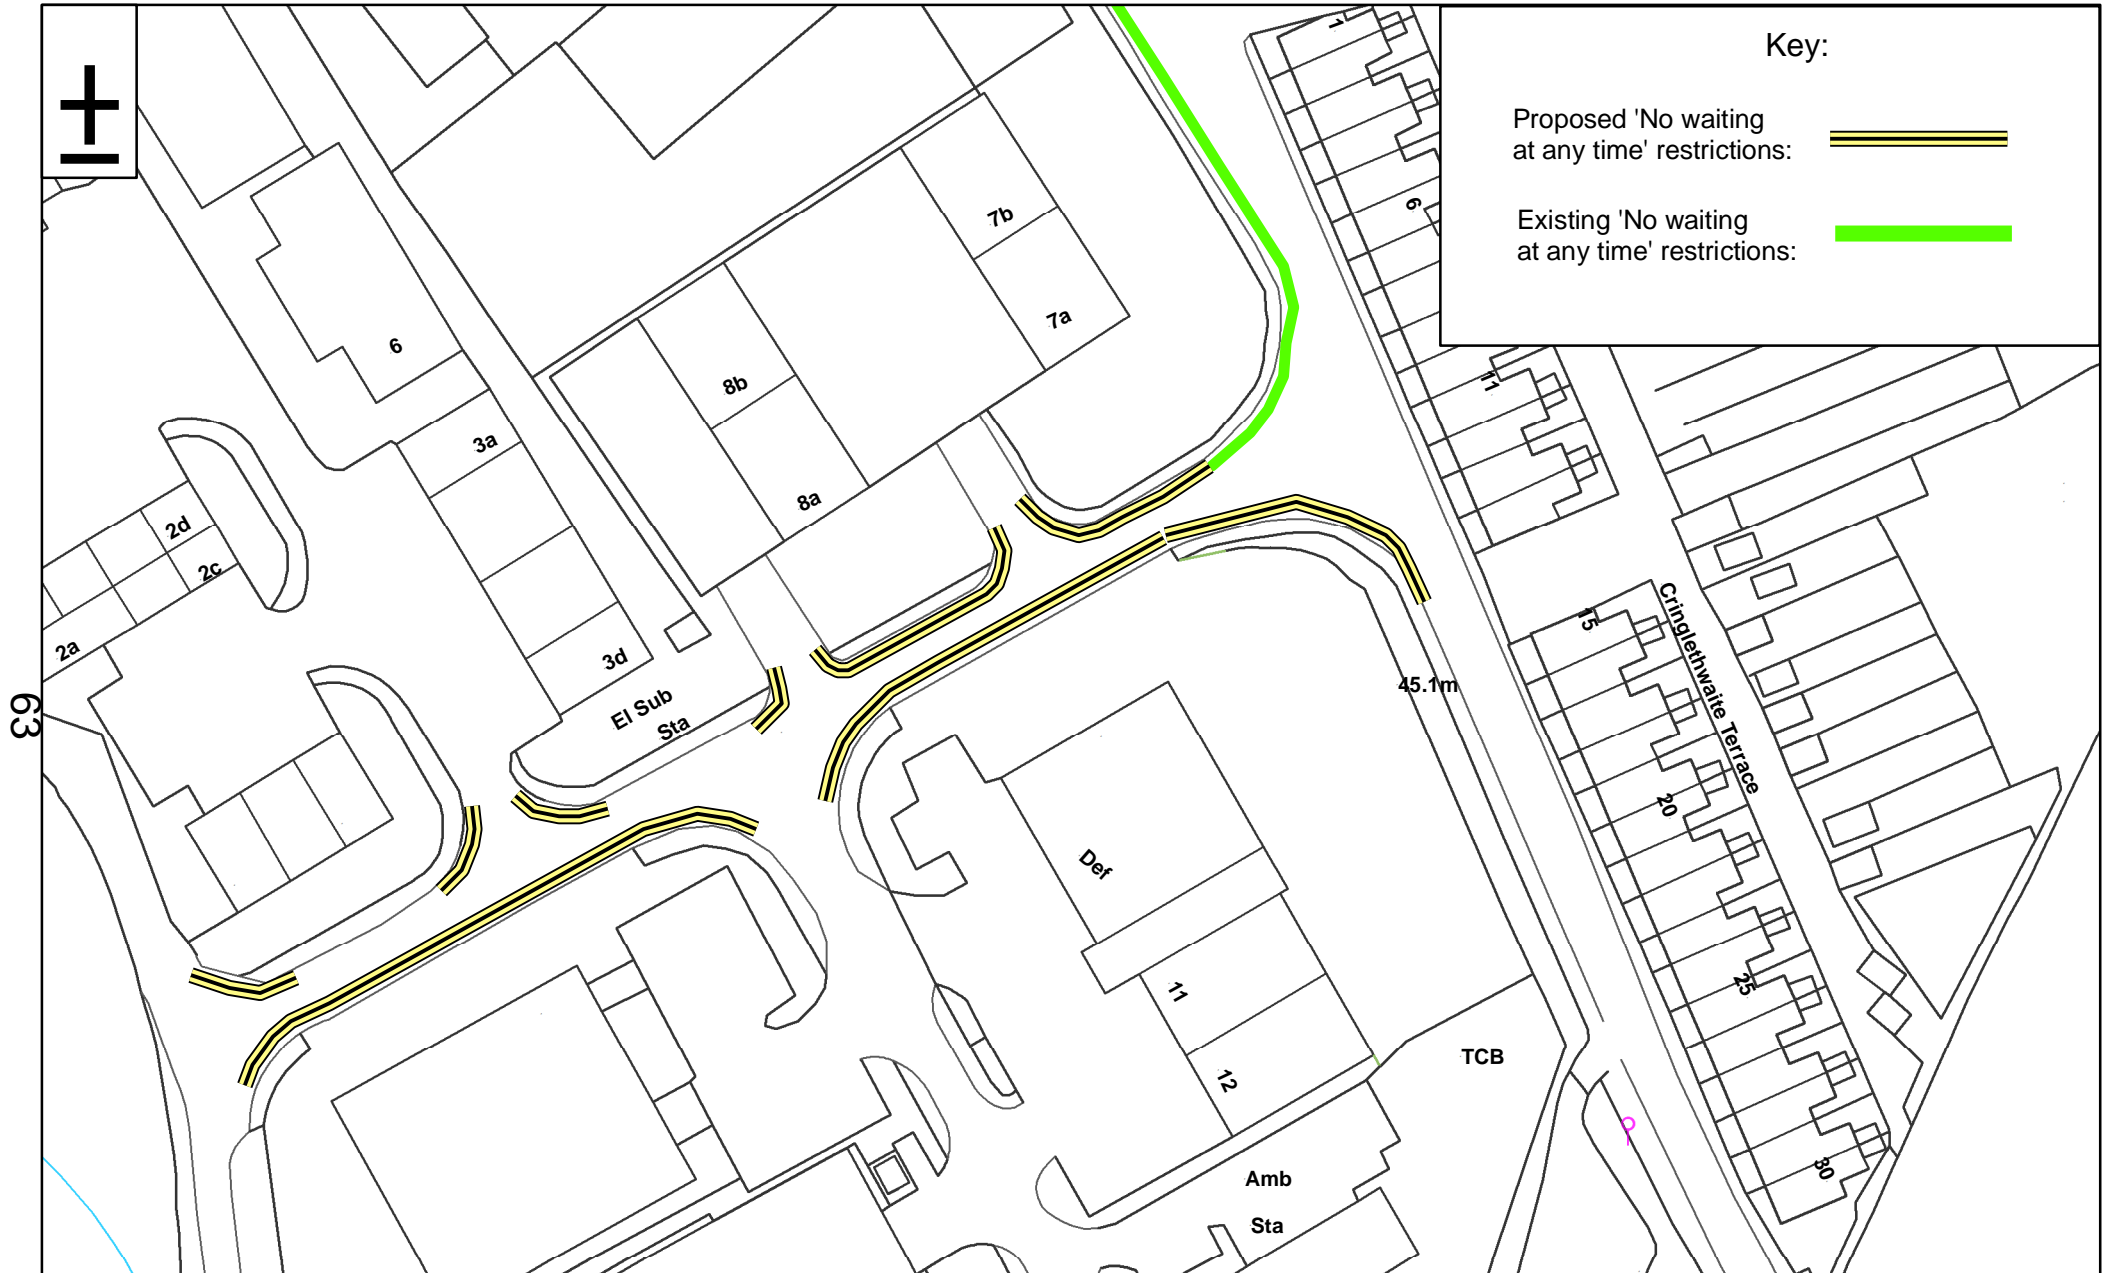 Key:
Proposed 'No waiting
at any time' restrictions:
Existing 'No waiting
at any time' restrictions:
1
6
11
7b
7a
6
8b
8a
3a
2d
2c
2a
3d
El Sub
Sta
63
15
Cringlethwaite Terrace
45.1m
20
Def
25
11
12
TCB
30
Amb
Sta